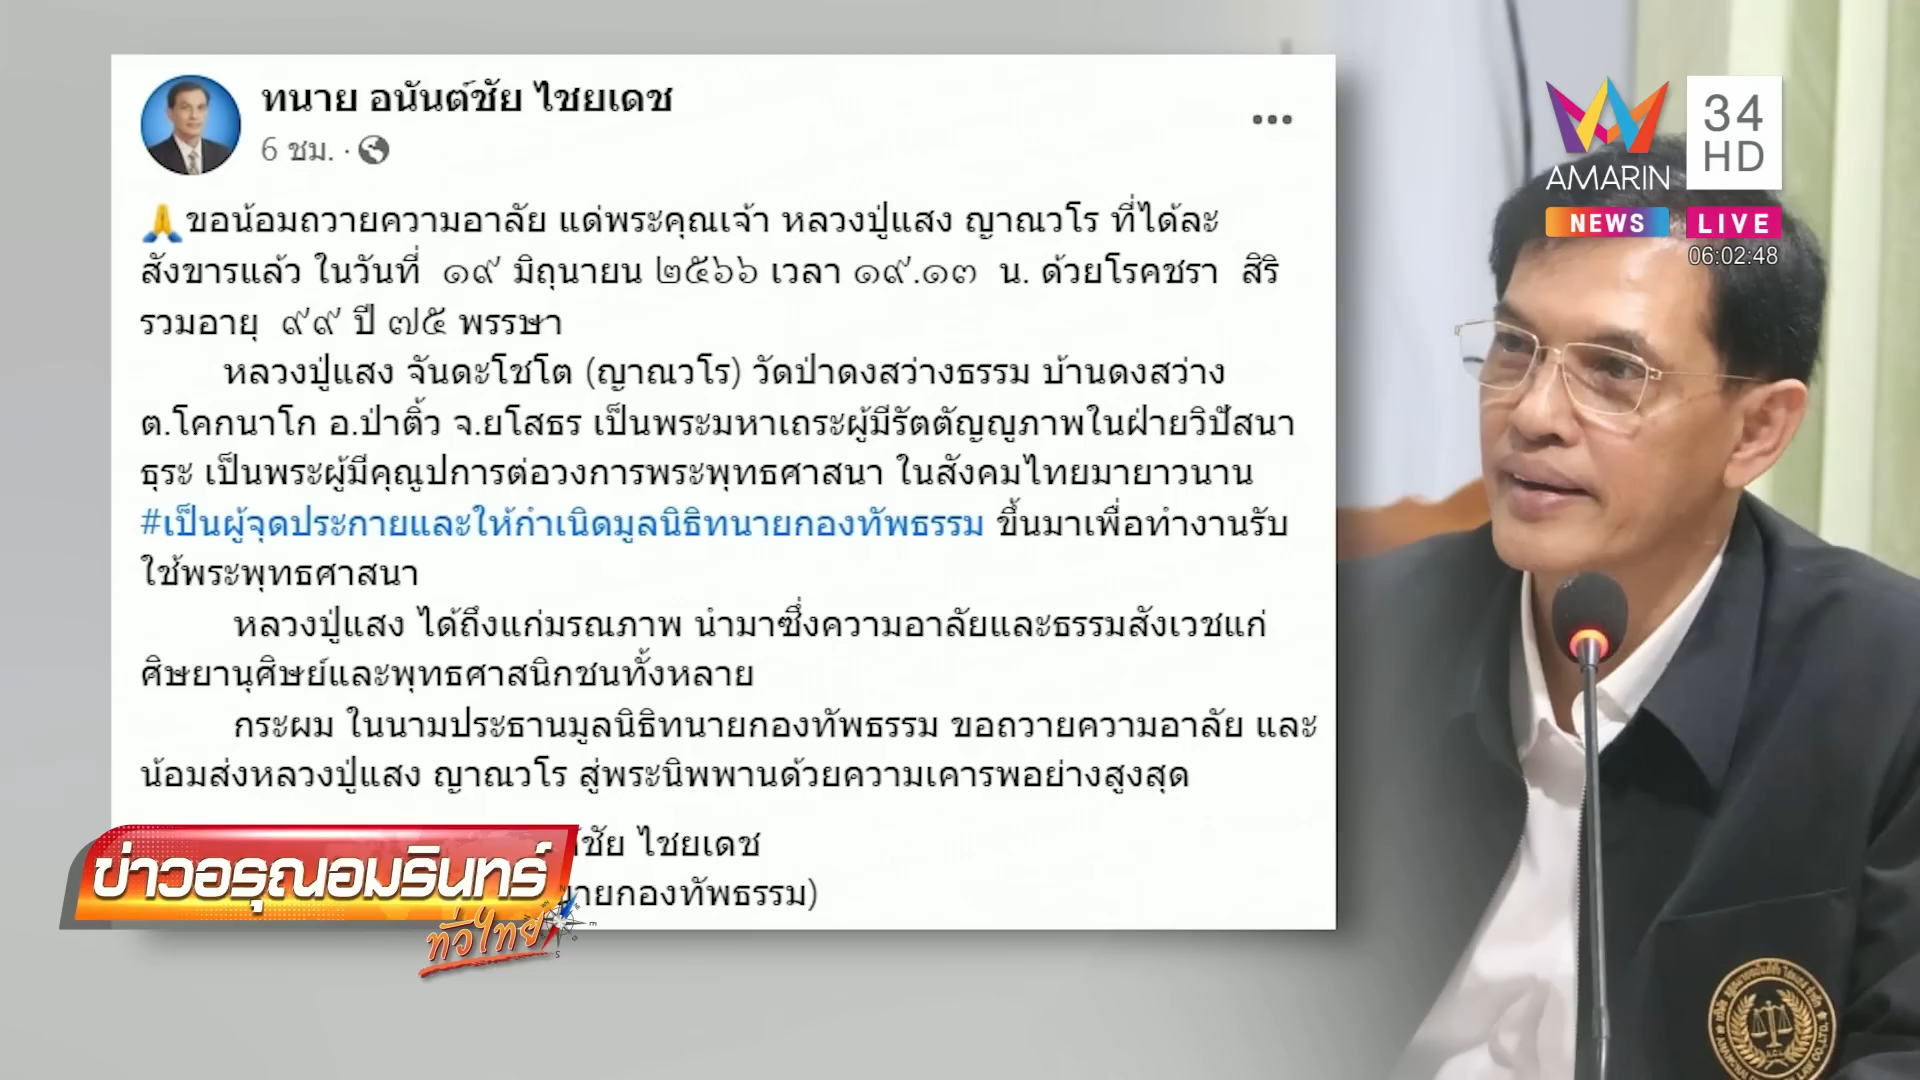 ทนาย อนันต์ชัย ไชยเดช
6 ชม. ·
🙏ขอน้อมถวายความอาลัย แด่พระคุณเจ้า หลวงปู่แสง ญาณวโร ที่ได้ละ
สังขารแล้ว ในวันที่ ๑๙ มิถุนายน ๒๕๖๖ เวลา ๑๙.๑๓ น. ด้วยโรคชรา สิริ
รวมอายุ ๙๙ ปี ๗๕ พรรษา
หลวงปู่แสง จันดะโชโต (ญาณวโร) วัดป่าดงสว่างธรรม บ้านดงสว่าง
ต.โคกนาโก อ.ป่าติ้ว จ.ยโสธร เป็นพระมหาเถระผู้มีรัตตัญญูภาพในฝ่ายวิปัสนา
ธุระ เป็นพระผู้มีคุณูปการต่อวงการพระพุทธศาสนา ในสังคมไทยมายาวนาน
#เป็นผู้จุดประกายและให้กำเนิดมูลนิธิทนายกองทัพธรรม ขึ้นมาเพื่อทำงานรับ
ใช้พระพุทธศาสนา
หลวงปู่แสง ได้ถึงแก่มรณภาพ นำมาซึ่งความอาลัยและธรรมสังเวชแก่
ศิษยานุศิษย์และพุทธศาสนิกชนทั้งหลาย
กระผม ในนามประธานมูลนิธิทนายกองทัพธรรม ขอถวายความอาลัย และ
น้อมส่งหลวงปู่แสง ญาณวโร สู่พระนิพพานด้วยความเคารพอย่างสูงสุด
ชัย ไชยเดช
นายกองทัพธรรม)
ข่าวอรุณอมรินทร์
ทั่วไทย
AMARIN
34
HD
NEWS
LIVE
06:02:48